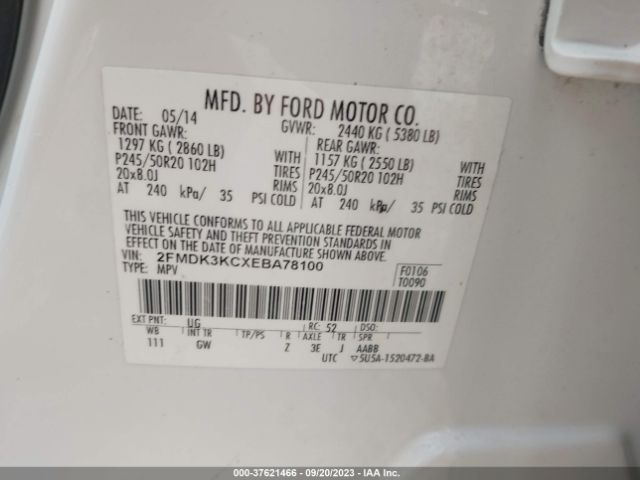 MFD. BY FORD MOTOR CO.
DATE: 05/14 GVWR: 2440 KG ( 5380 LB)
FRONT GAWR: REAR GAWR:
1297 KG ( 2860 LB) WITH 1157 KG ( 2550 LB) WITH
P245/50R20 102H TIRES P245/50R20 102H TIRES
20x8.0J RIMS 20x8.0J RIMS
AT 240 kPa/ 35 PSI COLD AT 240 kPa/ 35 PSI COLD
THIS VEHICLE CONFORMS TO ALL APPLICABLE FEDERAL MOTOR
VEHICLE SAFETY AND THEFT PREVENTION STANDARDS IN
EFFECT ON THE DATE OF MANUFACTURE SHOWN ABOVE.
VIN: 2FMDK3KCXEBA78100
TYPE: MPV F0106
T0090
EXT PNT: UG RC: 52 DSO:
WB INT TR TP/PS R AXLE TR SPR
111 GW Z 3E J AABB
UTC ▽5U5A-1520472-BA
000-37621466 - 09/20/2023 - IAA Inc.